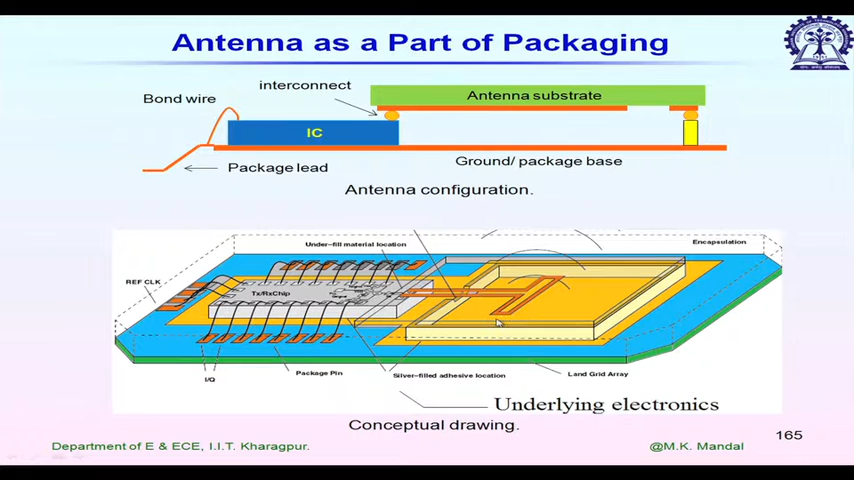 Antenna as a Part of Packaging
interconnect
Bond wire
Antenna substrate
IC
Ground/ package base
Package lead
Antenna configuration.
Under-fill material location
Encapsulation
REF CLK
Tx/RxChip
I/Q
Package Pin
Silver-filled adhesive location
Land Grid Array
Underlying electronics
Conceptual drawing.
165
Department of E & ECE, I.I.T. Kharagpur.
@M.K. Mandal